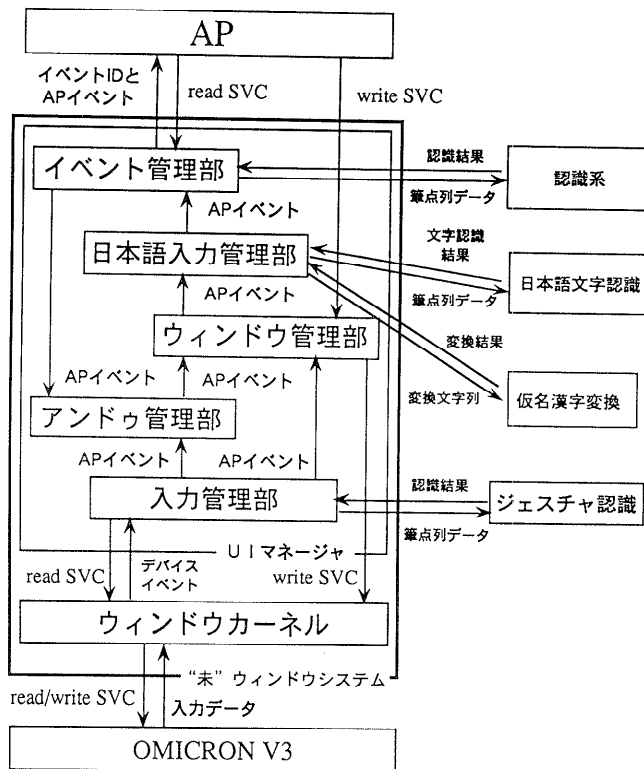 AP
イベントIDと
APイベント
read SVC
write SVC
イベント管理部
認識結果
筆点列データ
認識系
APイベント
日本語入力管理部
文字認識
結果
筆点列データ
日本語文字認識
APイベント
ウィンドウ管理部
変換結果
変換文字列
仮名漢字変換
APイベント
APイベント
アンドゥ管理部
APイベント
APイベント
入力管理部
認識結果
筆点列データ
ジェスチャ認識
UIマネージャ
read SVC
デバイス
イベント
write SVC
ウィンドウカーネル
“未”ウィンドウシステム
read/write SVC
入力データ
OMICRON V3